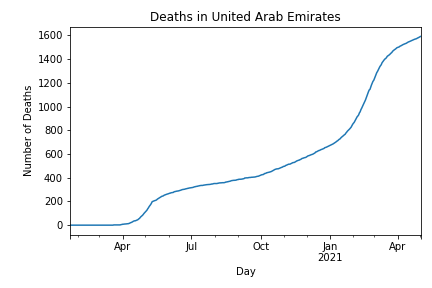 Deaths in United Arab Emirates
1600
1400
1200
1000
800
600
400
200
0
Number of Deaths
Apr Jul Oct Jan Apr
2021
Day